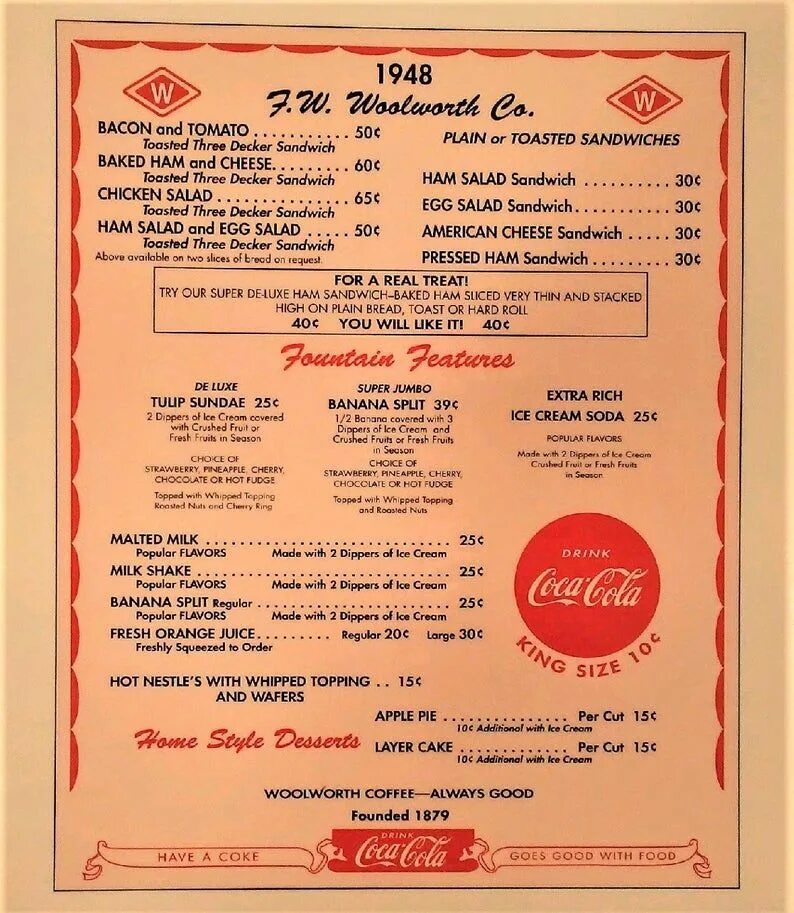 1948
W
F.W. Woolworth Co.
W
BACON and TOMATO . . . . . . . . . . . 50¢
Toasted Three Decker Sandwich
BAKED HAM and CHEESE. . . . . . . . . 60¢
Toasted Three Decker Sandwich
CHICKEN SALAD . . . . . . . . . . . . . . . 65¢
Toasted Three Decker Sandwich
HAM SALAD and EGG SALAD . . . . . 50¢
Toasted Three Decker Sandwich
Above available on two slices of bread on request.
PLAIN or TOASTED SANDWICHES
HAM SALAD Sandwich . . . . . . . . . . 30¢
EGG SALAD Sandwich. . . . . . . . . . . 30¢
AMERICAN CHEESE Sandwich . . . . . 30¢
PRESSED HAM Sandwich . . . . . . . . . 30¢
FOR A REAL TREAT!
TRY OUR SUPER DE-LUXE HAM SANDWICH–BAKED HAM SLICED VERY THIN AND STACKED
HIGH ON PLAIN BREAD, TOAST OR HARD ROLL
40¢ YOU WILL LIKE IT! 40¢
Fountain Features
DE LUXE
TULIP SUNDAE 25¢
2 Dippers of Ice Cream covered
with Crushed Fruit or
Fresh Fruits in Season
CHOICE OF
STRAWBERRY, PINEAPPLE, CHERRY,
CHOCOLATE OR HOT FUDGE
Topped with Whipped Topping
Roasted Nuts and Cherry Ring
SUPER JUMBO
BANANA SPLIT 39¢
1/2 Banana covered with 3
Dippers of Ice Cream and
Crushed Fruits or Fresh Fruits
in Season
CHOICE OF
STRAWBERRY, PINEAPPLE, CHERRY,
CHOCOLATE OR HOT FUDGE
Topped with Whipped Topping
and Roasted Nuts
EXTRA RICH
ICE CREAM SODA 25¢
POPULAR FLAVORS
Made with 2 Dippers of Ice Cream
Crushed Fruit or Fresh Fruits
in Season
MALTED MILK . . . . . . . . . . . . . . . . . . . . . . . . . . . . . . 25¢
Popular FLAVORS Made with 2 Dippers of Ice Cream
MILK SHAKE . . . . . . . . . . . . . . . . . . . . . . . . . . . . . . . 25¢
Popular FLAVORS Made with 2 Dippers of Ice Cream
BANANA SPLIT Regular . . . . . . . . . . . . . . . . . . . . . . . 25¢
Popular FLAVORS Made with 2 Dippers of Ice Cream
FRESH ORANGE JUICE. . . . . . . . . Regular 20¢ Large 30¢
Freshly Squeezed to Order
DRINK
Coca-Cola
KING SIZE 10¢
HOT NESTLE'S WITH WHIPPED TOPPING . . 15¢
AND WAFERS
Home Style Desserts
APPLE PIE . . . . . . . . . . . . . . Per Cut 15¢
10¢ Additional with Ice Cream
LAYER CAKE . . . . . . . . . . . . Per Cut 15¢
10¢ Additional with Ice Cream
WOOLWORTH COFFEE—ALWAYS GOOD
Founded 1879
HAVE A COKE
DRINK
Coca-Cola
GOES GOOD WITH FOOD